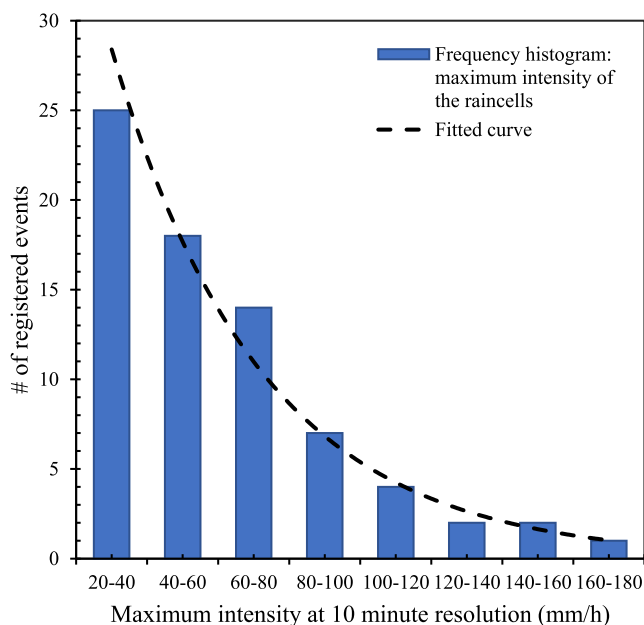 30
25
20
15
10
5
0
# of registered events
Frequency histogram:
maximum intensity of
the raincells
Fitted curve
20-40 40-60 60-80 80-100 100-120 120-140 140-160 160-180
Maximum intensity at 10 minute resolution (mm/h)